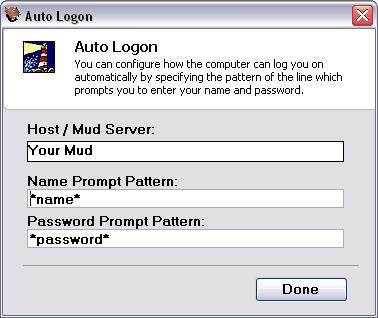 Auto Logon
Auto Logon
You can configure how the computer can log you on
automatically by specifying the pattern of the line which
prompts you to enter your name and password.
Host / Mud Server:
Your Mud
Name Prompt Pattern:
*name*
Password Prompt Pattern:
*password*
Done